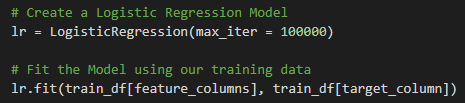 # Create a Logistic Regression Model
lr = LogisticRegression(max_iter = 100000)
# Fit the Model using our training data
lr.fit(train_df[feature_columns], train_df[target_column])